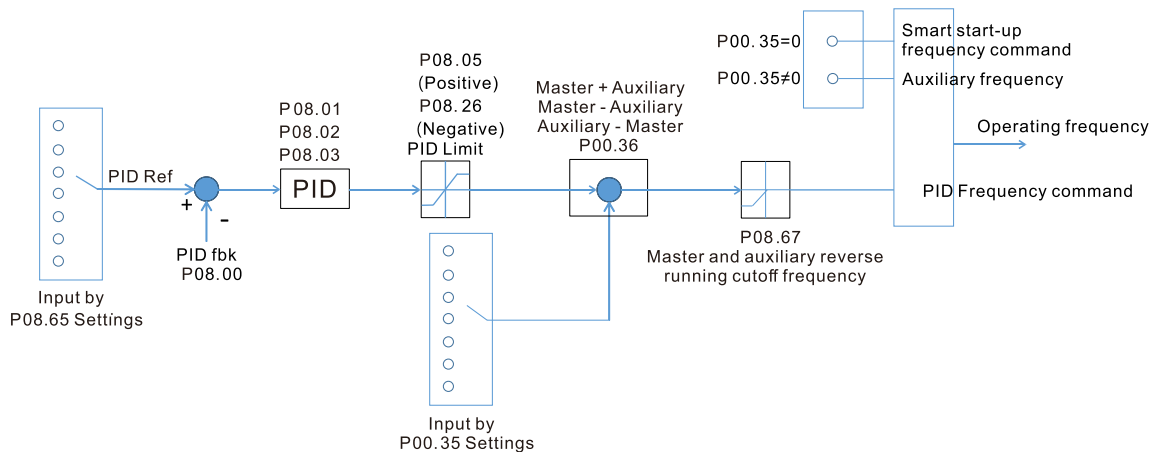 P00.35=0
Smart start-up
frequency command
P00.35≠0
Auxiliary frequency
Operating frequency
PID Frequency command
P08.05
(Positive)
P08.26
(Negative)
PID Limit
Master + Auxiliary
Master - Auxiliary
Auxiliary - Master
P00.36
P08.01
P08.02
P08.03
PID
PID Ref
+
-
PID fbk
P08.00
Input by
P08.65 Settings
P08.67
Master and auxiliary reverse
running cutoff frequency
Input by
P00.35 Settings